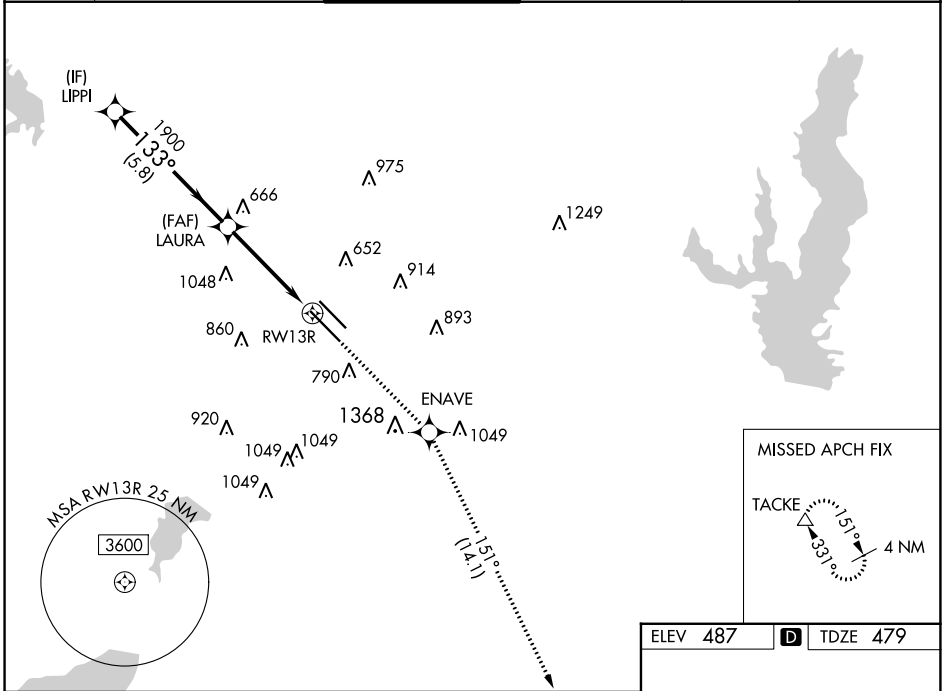 (IF)
LIPPI
1900
133°
(5.8)
(FAF)
LAURA
666
975
1249
1048
652
914
860
RW13R
893
790
ENAVE
920
1368
1049
1049
1049
1049
MSA RW13R 25 NM
3600
151°
(14.1)
MISSED APCH FIX
TACKE
151°
331°
4 NM
ELEV 487 D TDZE 479